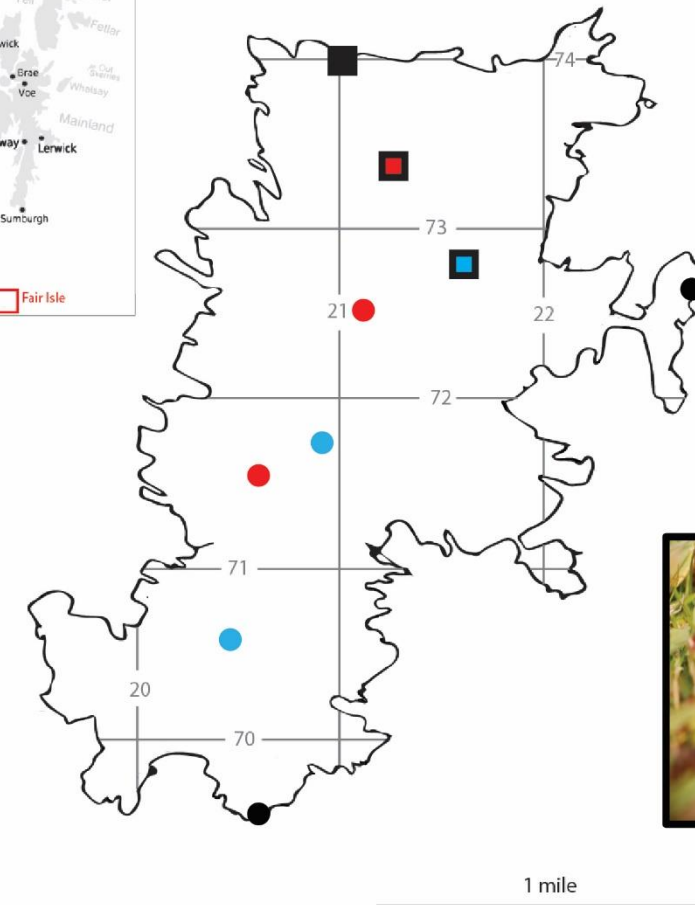 Fetlar
wick
Brae
Voe
Out
Skerries
Whalsay
Mainland
way
Lerwick
Sumburgh
Fair Isle
74
73
21
22
72
71
20
70
1 mile